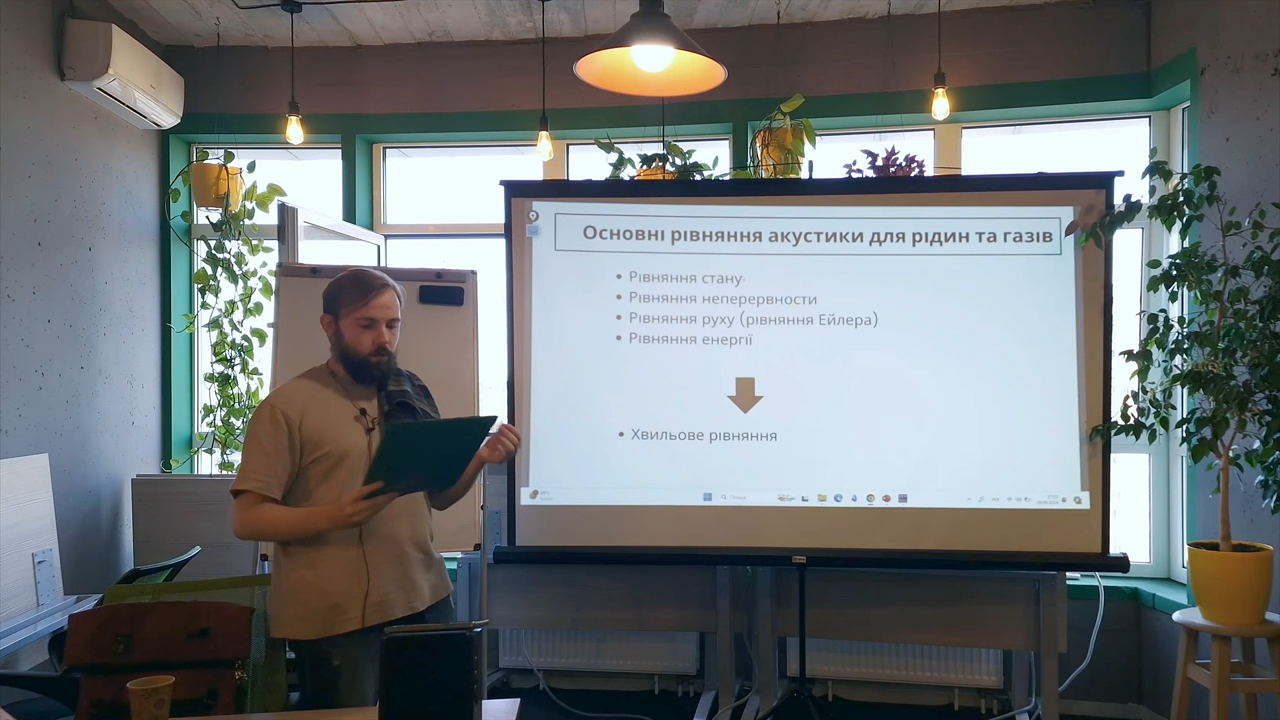 Основні рівняння акустики для рідин та газів
• Рівняння стану
• Рівняння неперервности
• Рівняння руху (рівняння Ейлера)
• Рівняння енергії
• Хвильове рівняння